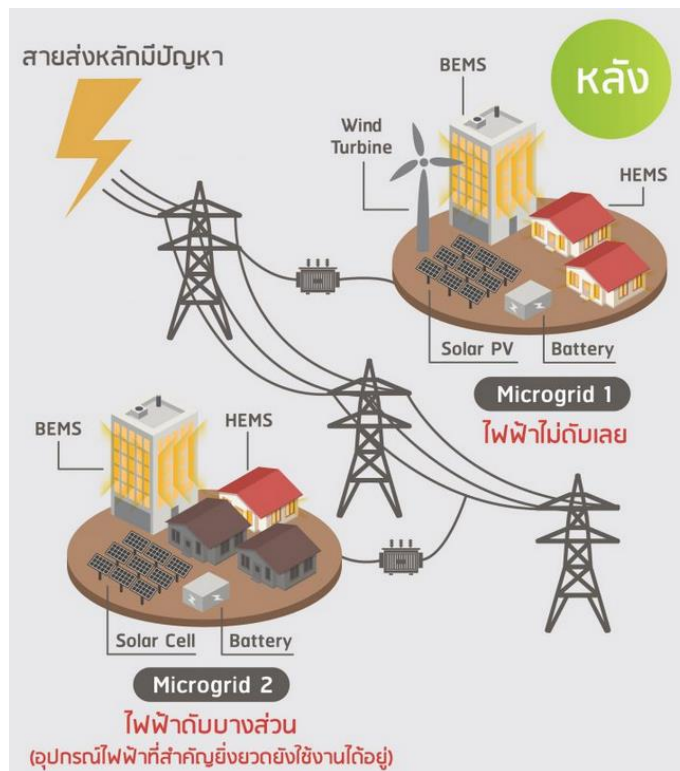 สายส่งหลักมีปัญหา
หลัง
BEMS
Wind
Turbine
HEMS
Solar PV
Battery
Microgrid 1
ไฟฟ้าไม่ดับเลย
BEMS
HEMS
Solar Cell
Battery
Microgrid 2
ไฟฟ้าดับบางส่วน
(อุปกรณ์ไฟฟ้าที่สำคัญยิ่งยวดยังใช้งานได้อยู่)